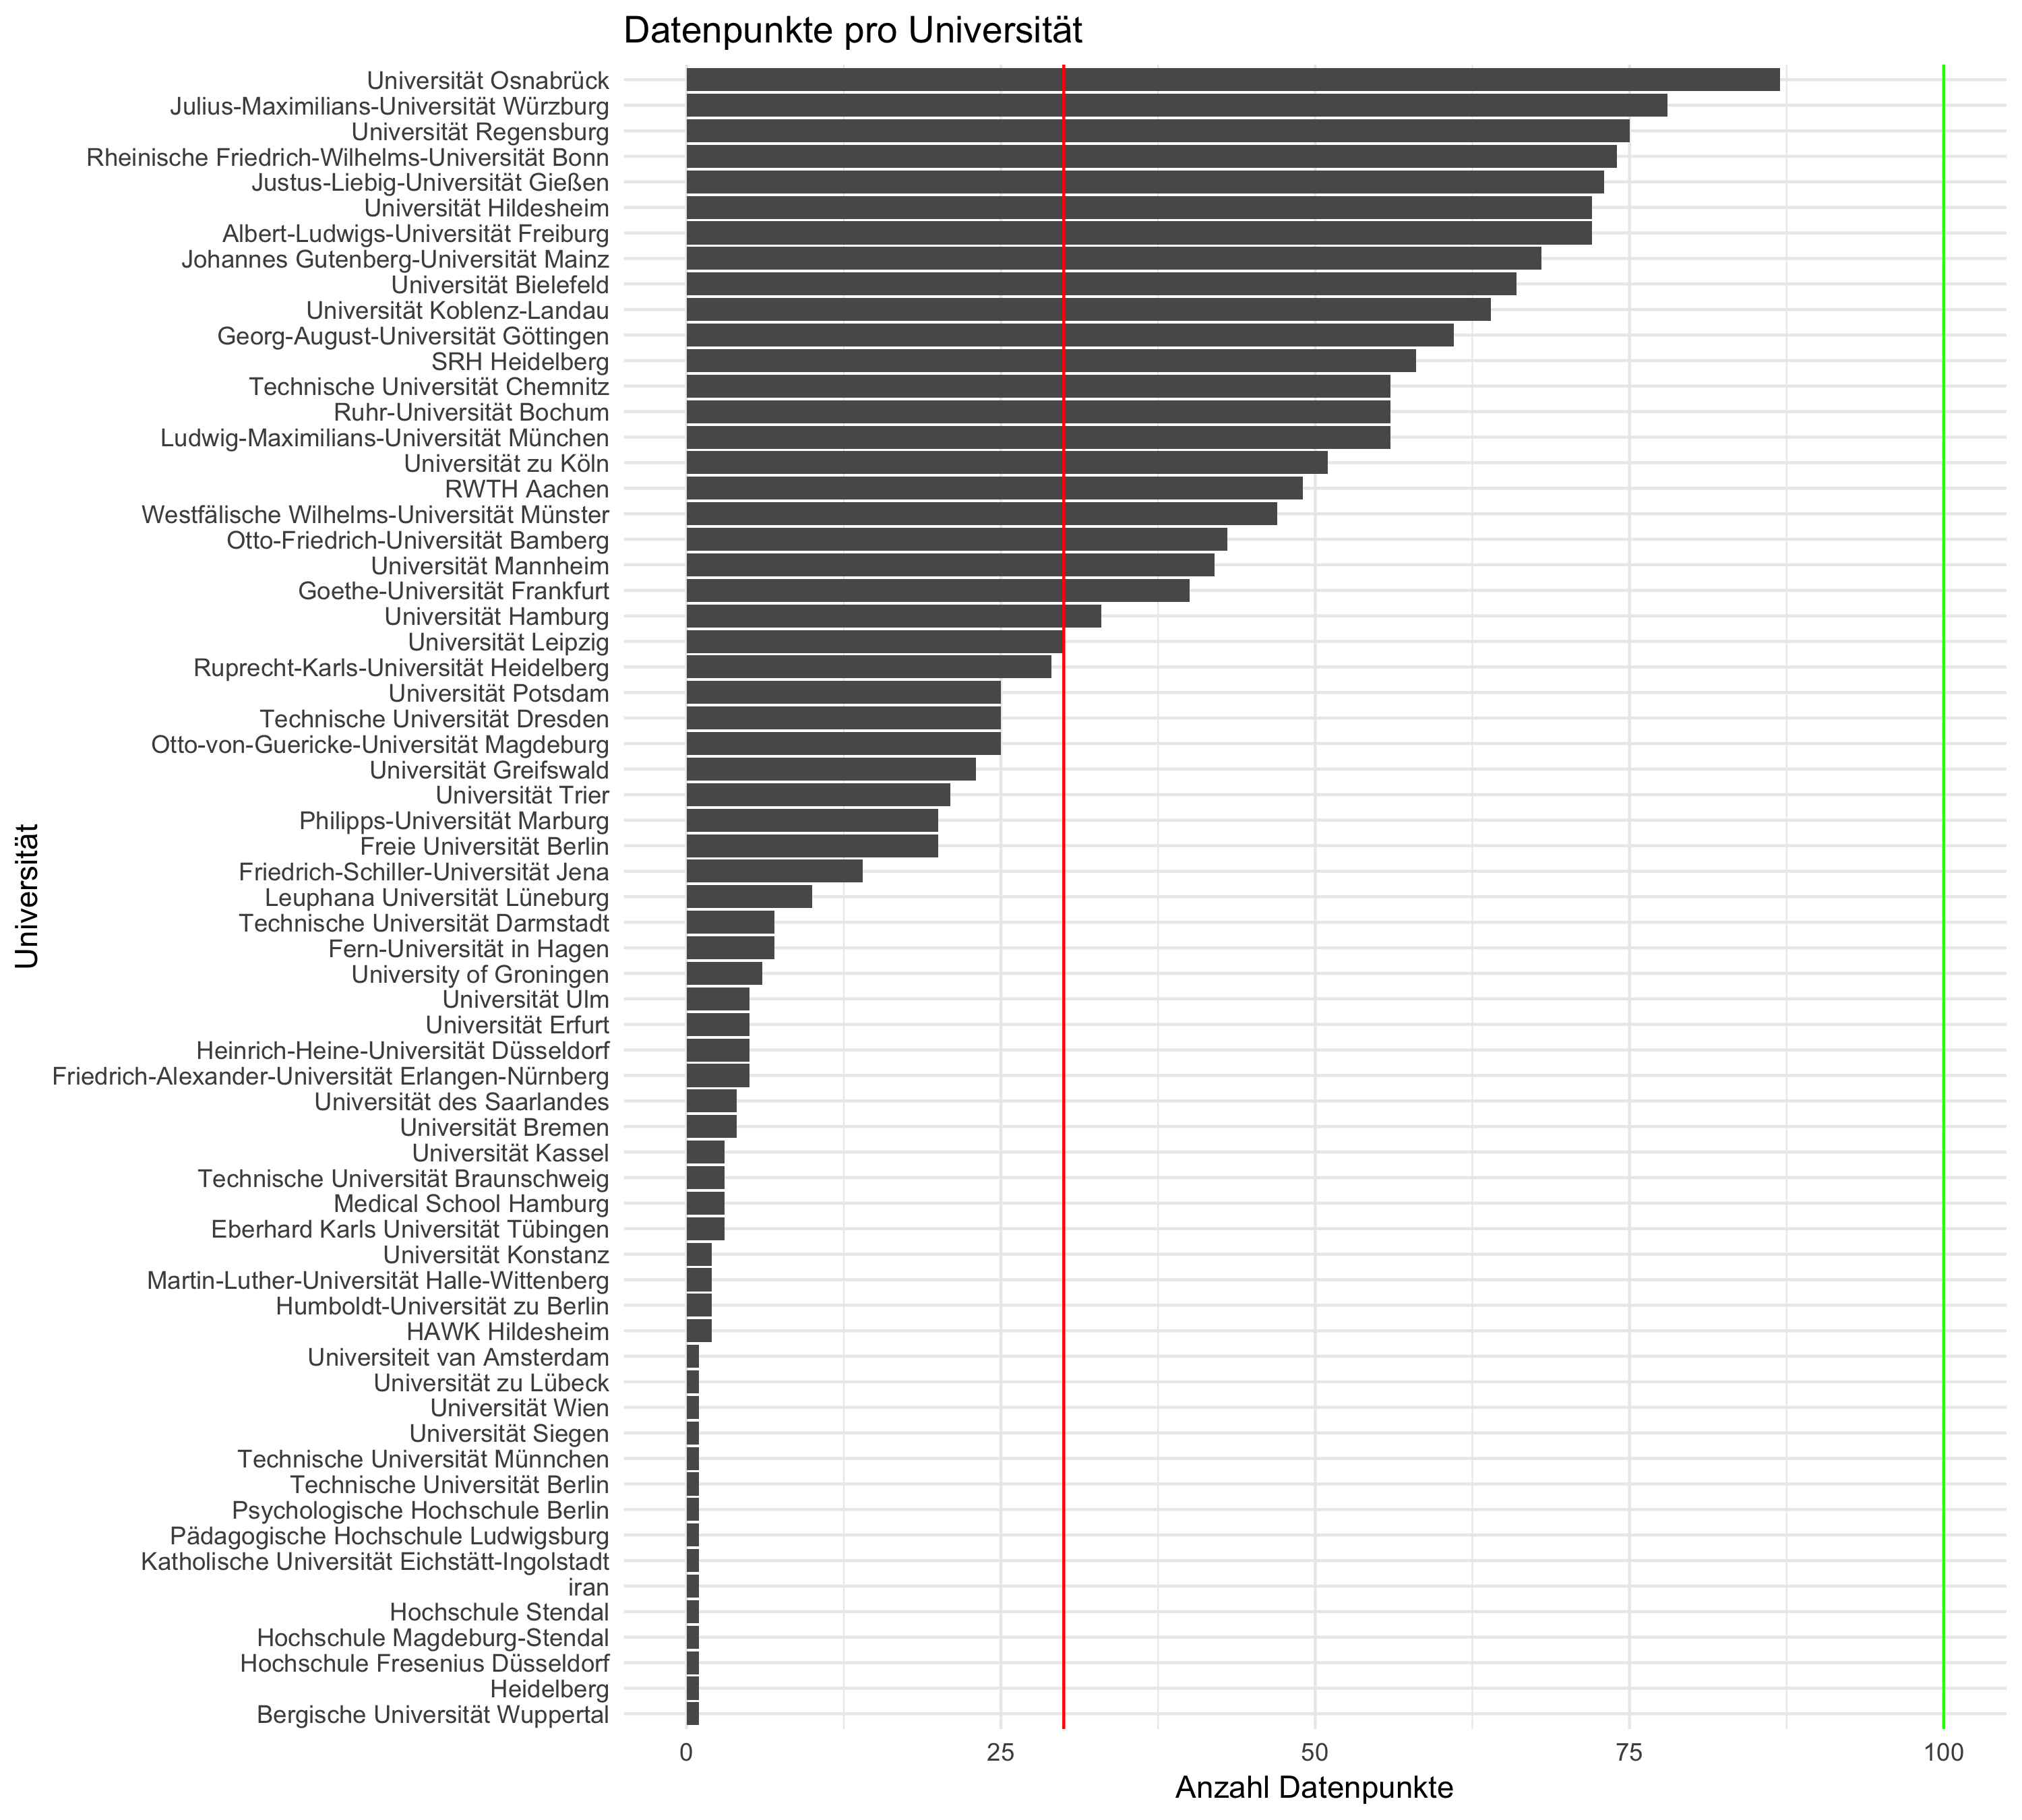 Datenpunkte pro Universität
Universität
Universität Osnabrück
Julius-Maximilians-Universität Würzburg
Universität Regensburg
Rheinische Friedrich-Wilhelms-Universität Bonn
Justus-Liebig-Universität Gießen
Universität Hildesheim
Albert-Ludwigs-Universität Freiburg
Johannes Gutenberg-Universität Mainz
Universität Bielefeld
Universität Koblenz-Landau
Georg-August-Universität Göttingen
SRH Heidelberg
Technische Universität Chemnitz
Ruhr-Universität Bochum
Ludwig-Maximilians-Universität München
Universität zu Köln
RWTH Aachen
Westfälische Wilhelms-Universität Münster
Otto-Friedrich-Universität Bamberg
Universität Mannheim
Goethe-Universität Frankfurt
Universität Hamburg
Universität Leipzig
Ruprecht-Karls-Universität Heidelberg
Universität Potsdam
Technische Universität Dresden
Otto-von-Guericke-Universität Magdeburg
Universität Greifswald
Universität Trier
Philipps-Universität Marburg
Freie Universität Berlin
Friedrich-Schiller-Universität Jena
Leuphana Universität Lüneburg
Technische Universität Darmstadt
Fern-Universität in Hagen
University of Groningen
Universität Ulm
Universität Erfurt
Heinrich-Heine-Universität Düsseldorf
Friedrich-Alexander-Universität Erlangen-Nürnberg
Universität des Saarlandes
Universität Bremen
Universität Kassel
Technische Universität Braunschweig
Medical School Hamburg
Eberhard Karls Universität Tübingen
Universität Konstanz
Martin-Luther-Universität Halle-Wittenberg
Humboldt-Universität zu Berlin
HAWK Hildesheim
Universiteit van Amsterdam
Universität zu Lübeck
Universität Wien
Universität Siegen
Technische Universität Münnchen
Technische Universität Berlin
Psychologische Hochschule Berlin
Pädagogische Hochschule Ludwigsburg
Katholische Universität Eichstätt-Ingolstadt
iran
Hochschule Stendal
Hochschule Magdeburg-Stendal
Hochschule Fresenius Düsseldorf
Heidelberg
Bergische Universität Wuppertal
0 25 50 75 100
Anzahl Datenpunkte